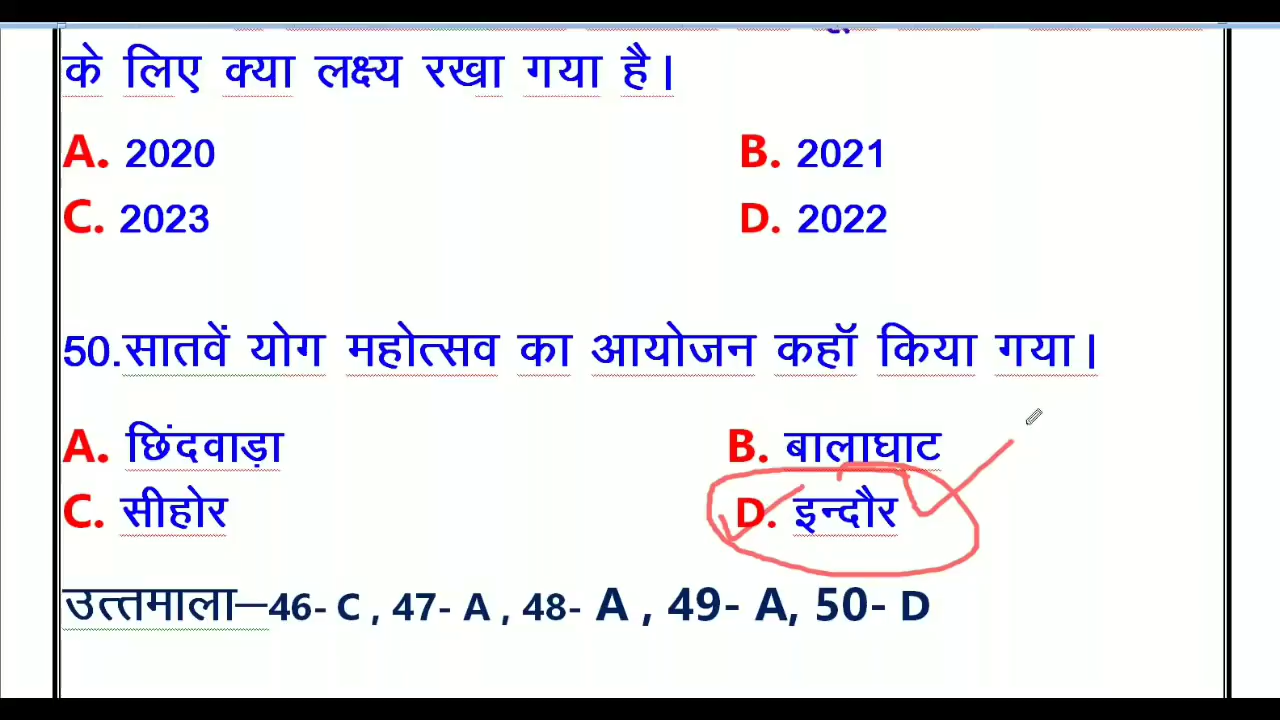 के लिए क्या लक्ष्य रखा गया है।
A. 2020 B. 2021
C. 2023 D. 2022
50.सातवें योग महोत्सव का आयोजन कहॉ किया गया।
A. छिंदवाड़ा B. बालाघाट
C. सीहोर D. इन्दौर
उत्तमाला–46- C , 47- A , 48- A , 49- A, 50- D